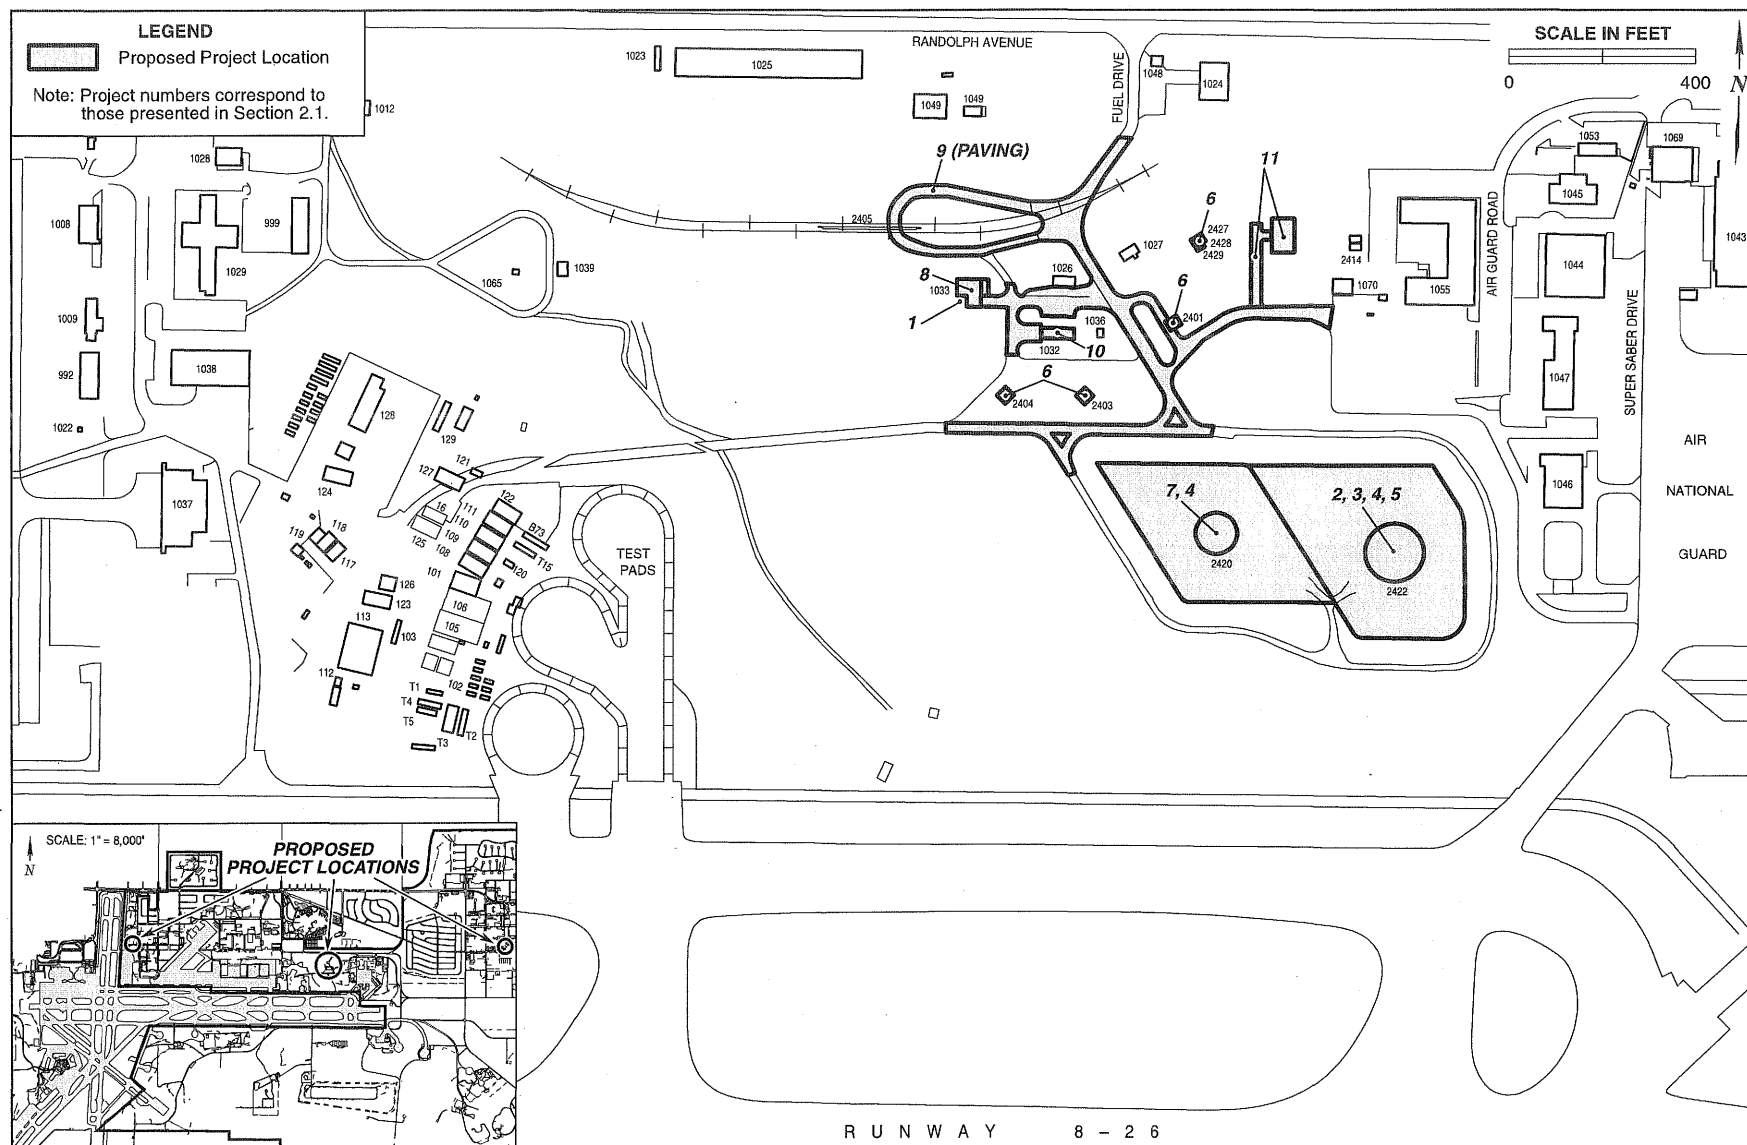 LEGEND
Proposed Project Location
Note: Project numbers correspond to
those presented in Section 2.1.
RANDOLPH AVENUE
FUEL DRIVE
SCALE IN FEET
0 400
N
1023
1025
1048
1024
1049
1049
1012
1028
1008
1029
999
1009
992
1022
1038
1037
1065
1039
2405
9 (PAVING)
11
6
2427
2428
2429
1027
1026
8
1033
1
6
2401
1036
10
1032
6
2404
2403
2414
1070
1055
AIR GUARD ROAD
1053
1069
1045
1044
1043
1047
1046
SUPER SABER DRIVE
AIR
NATIONAL
GUARD
7, 4
2420
2, 3, 4, 5
2422
128
129
124
127
121
122
16
111
110
109
108
125
B73
T15
120
101
118
119
117
126
123
113
103
106
105
112
102
T1
T4
T5
T3
T2
TEST
PADS
SCALE: 1" = 8,000'
N
PROPOSED
PROJECT LOCATIONS
RUNWAY 8-26